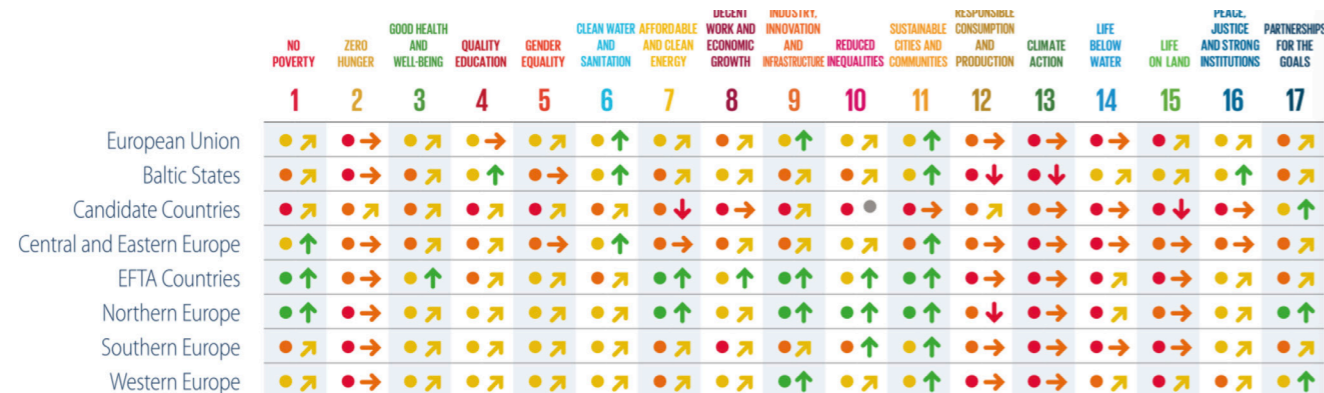 NO
POVERTY
1
ZERO
HUNGER
2
GOOD HEALTH
AND
WELL-BEING
3
QUALITY
EDUCATION
4
GENDER
EQUALITY
5
CLEAN WATER
AND
SANITATION
6
AFFORDABLE
AND CLEAN
ENERGY
7
DECENT
WORK AND
ECONOMIC
GROWTH
8
INDUSTRY,
INNOVATION
AND
INFRASTRUCTURE
9
REDUCED
INEQUALITIES
10
SUSTAINABLE
CITIES AND
COMMUNITIES
11
RESPONSIBLE
CONSUMPTION
AND
PRODUCTION
12
CLIMATE
ACTION
13
LIFE
BELOW
WATER
14
LIFE
ON LAND
15
PEACE,
JUSTICE
AND STRONG
INSTITUTIONS
16
PARTNERSHIPS
FOR THE
GOALS
17
European Union
Baltic States
Candidate Countries
Central and Eastern Europe
EFTA Countries
Northern Europe
Southern Europe
Western Europe